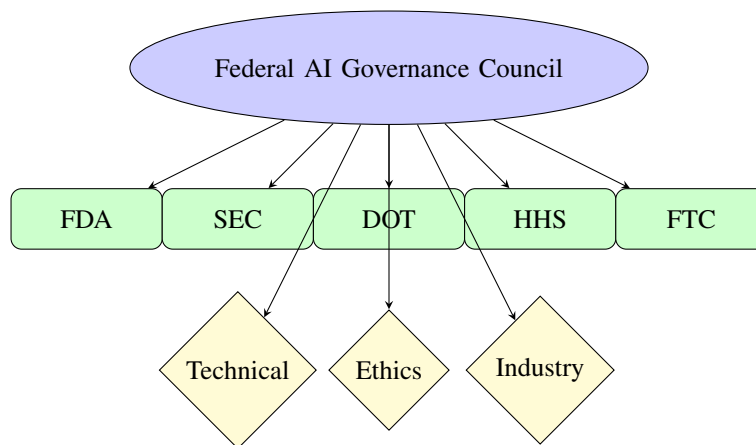 Federal AI Governance Council
FDA SEC DOT HHS FTC
Technical Ethics Industry